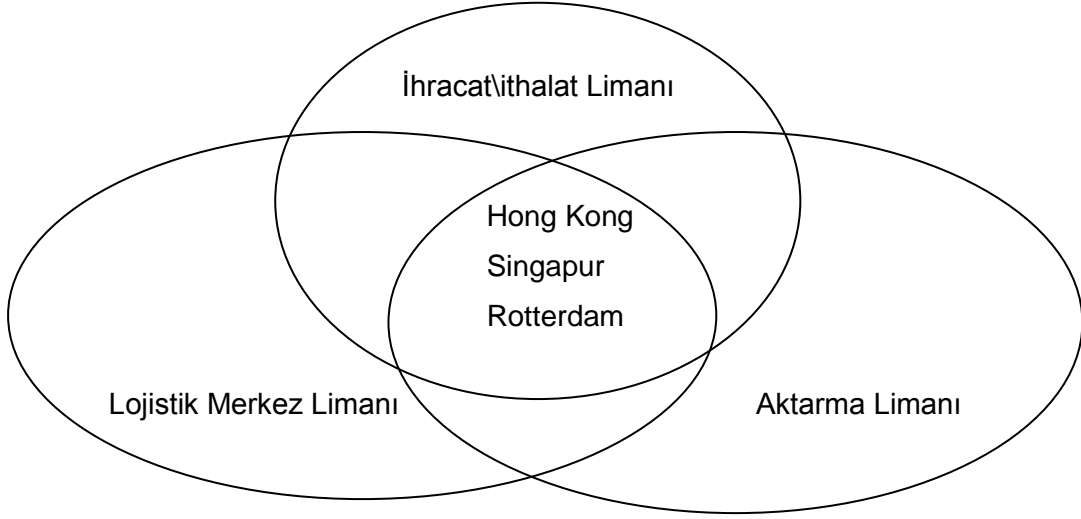 İhracat\ithalat Limanı
Hong Kong
Singapur
Rotterdam
Lojistik Merkez Limanı
Aktarma Limanı